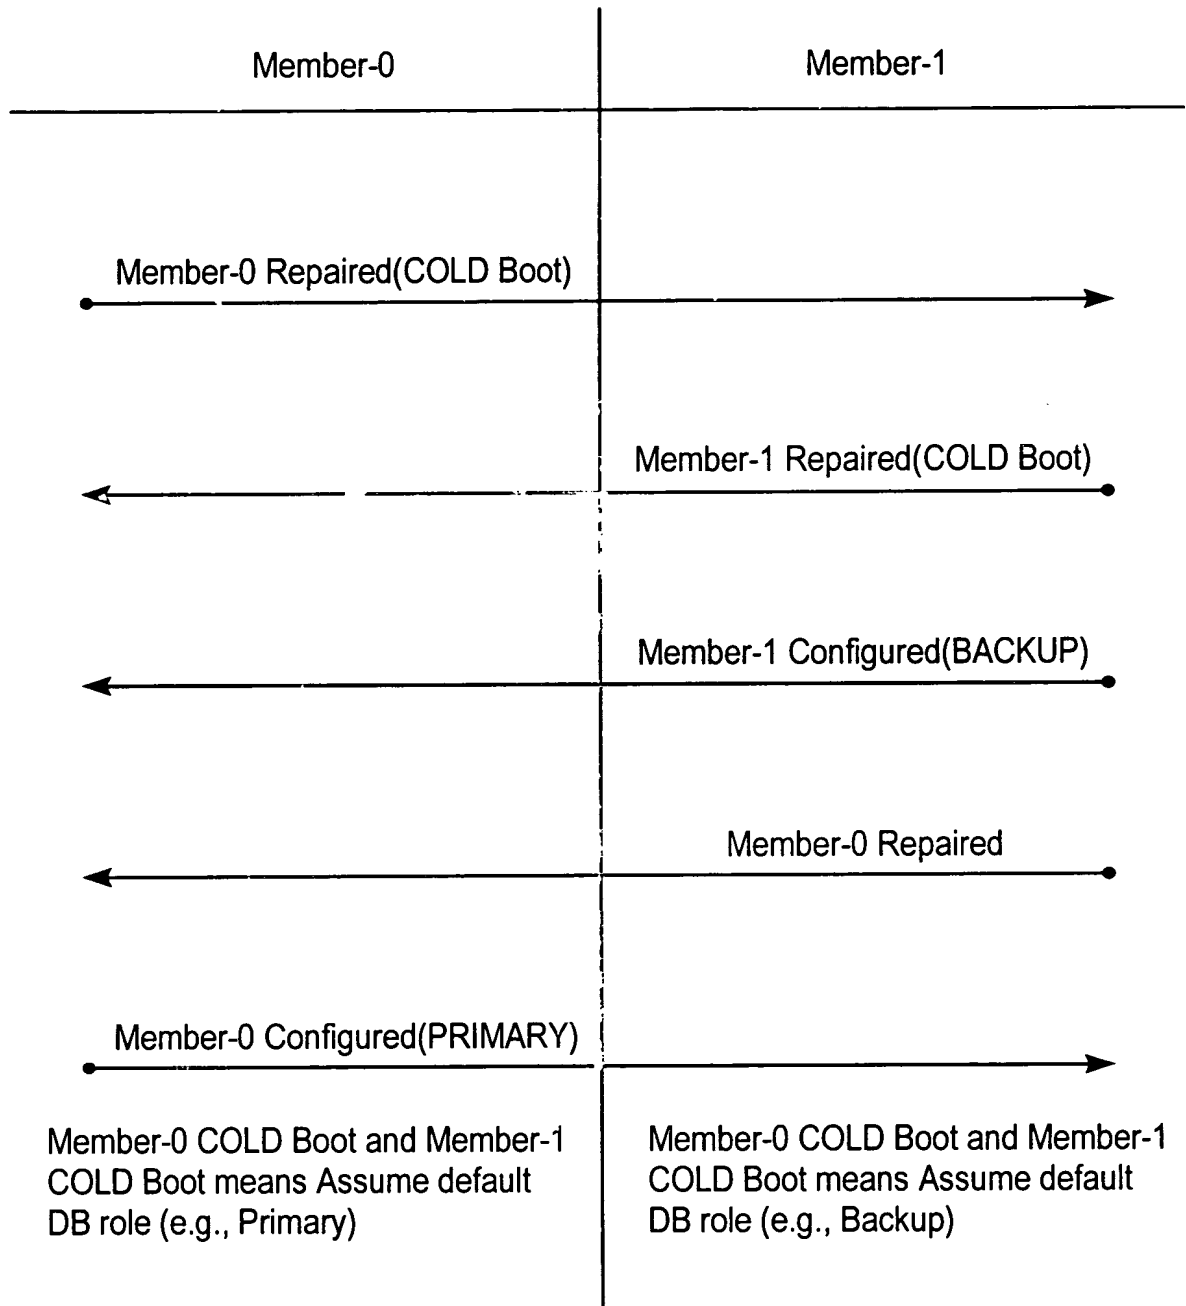 Member-0
Member-1
Member-0 Repaired(COLD Boot)
Member-1 Repaired(COLD Boot)
Member-1 Configured(BACKUP)
Member-0 Repaired
Member-0 Configured(PRIMARY)
Member-0 COLD Boot and Member-1
COLD Boot means Assume default
DB role (e.g., Primary)
Member-0 COLD Boot and Member-1
COLD Boot means Assume default
DB role (e.g., Backup)